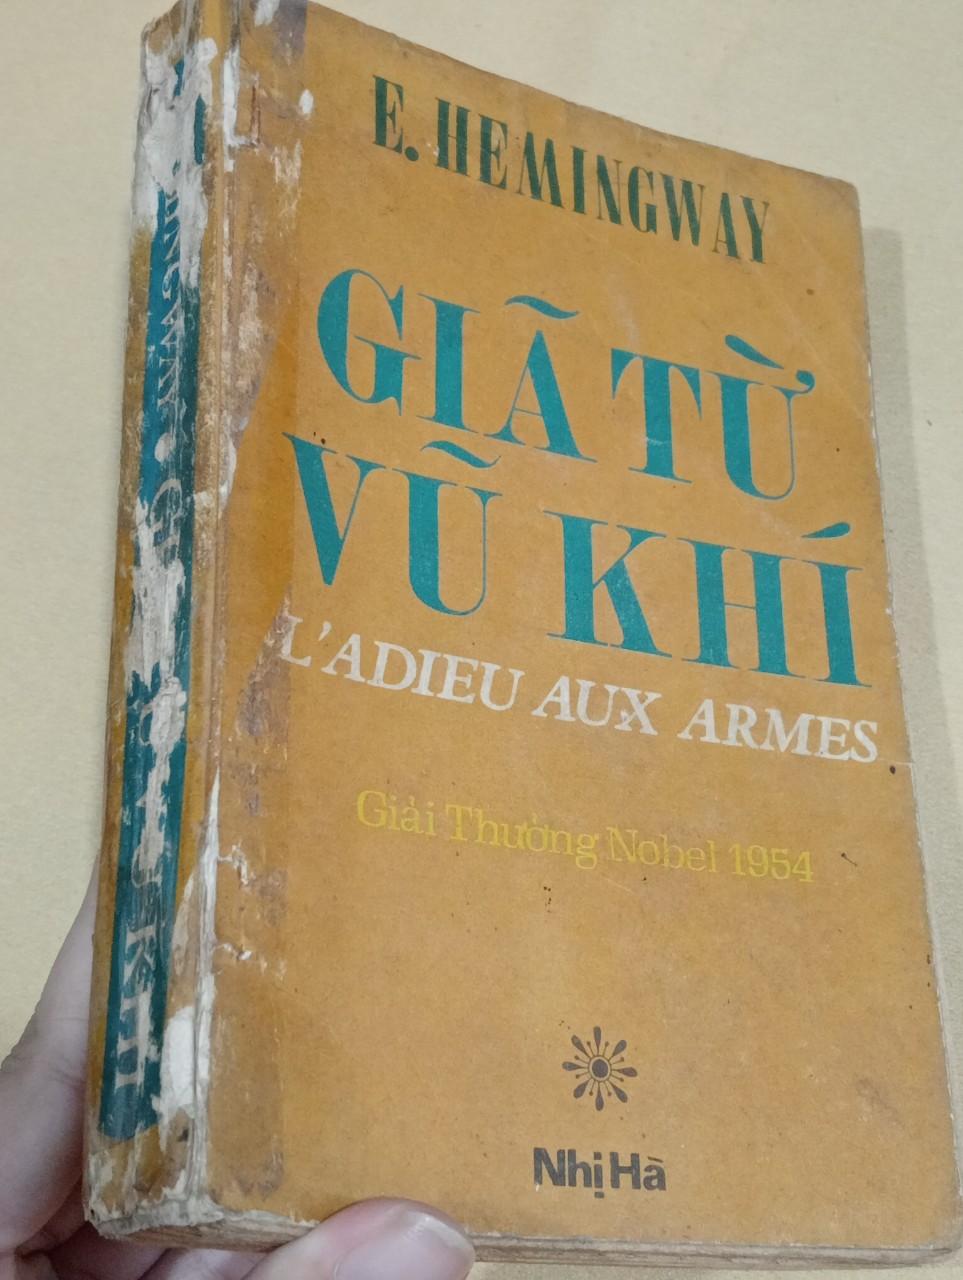 E. HEMINGWAY
GIÃ TỪ
VŨ KHÍ
L'ADIEU AUX ARMES
Giải Thưởng Nobel 1954
Nhị Hà